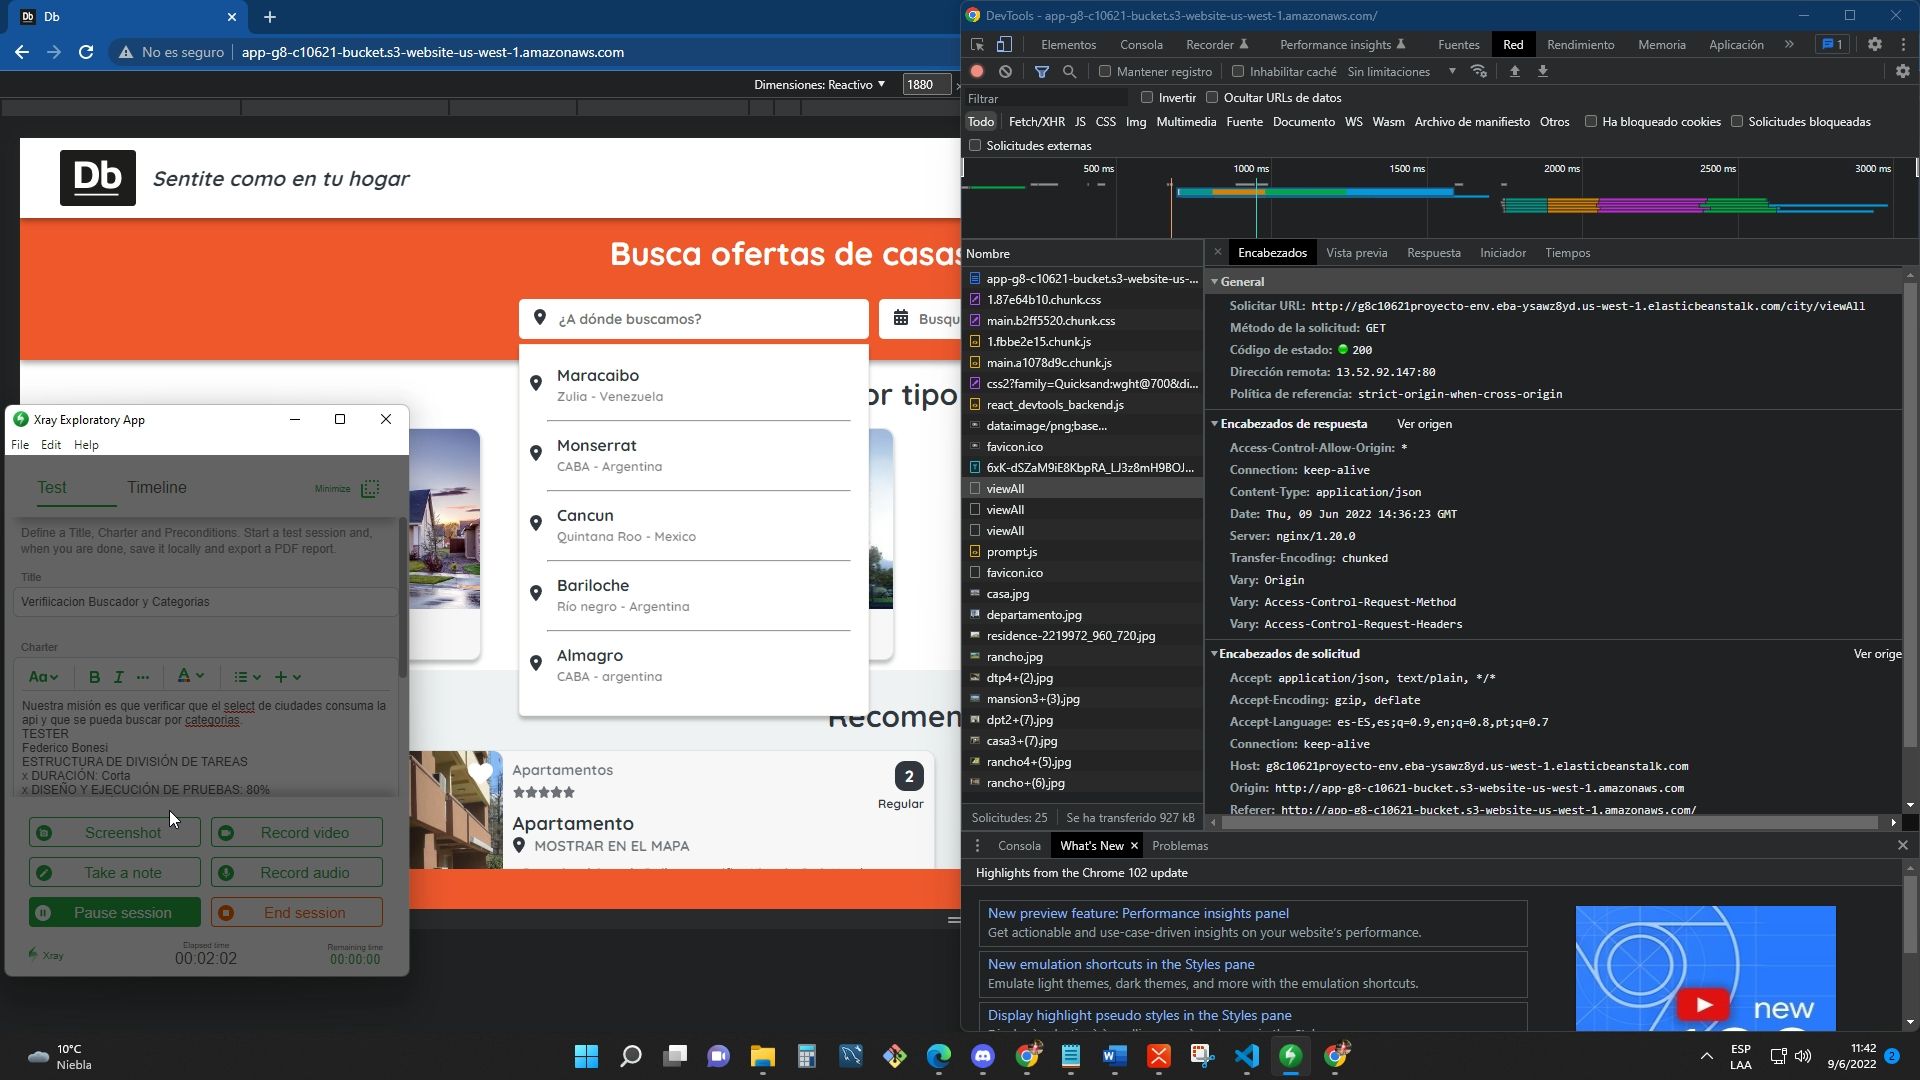 Db
No es seguro
app-g8-c10621-bucket.s3-website-us-west-1.amazonaws.com
Dimensiones: Reactivo
1880
Db
Sentite como en tu hogar
Busca ofertas de casas
¿A dónde buscamos?
Busqu
Maracaibo
Zulia - Venezuela
Monserrat
CABA - Argentina
Cancun
Quintana Roo - Mexico
Bariloche
Río negro - Argentina
Almagro
CABA - argentina
or tipo
Recomen
Apartamentos
2
Regular
Apartamento
MOSTRAR EN EL MAPA
Xray Exploratory App
File Edit Help
Test
Timeline
Minimize
Define a Title, Charter and Preconditions. Start a test session and,
when you are done, save it locally and export a PDF report.
Title
Verifiicacion Buscador y Categorias
Charter
Aa
B I ... A
Nuestra misión es que verificar que el select de ciudades consuma la
api y que se pueda buscar por categorias.
TESTER
Federico Bonesi
ESTRUCTURA DE DIVISIÓN DE TAREAS
x DURACIÓN: Corta
x DISEÑO Y EJECUCIÓN DE PRUEBAS: 80%
Screenshot
Record video
Take a note
Record audio
Pause session
End session
Xray
Elapsed time
00:02:02
Remaining time
00:00:00
DevTools - app-g8-c10621-bucket.s3-website-us-west-1.amazonaws.com/
Elementos Consola Recorder Performance insights Fuentes Red Rendimiento Memoria Aplicación » 1
Mantener registro Inhabilitar caché Sin limitaciones
Filtrar
Invertir Ocultar URLs de datos
Todo Fetch/XHR JS CSS Img Multimedia Fuente Documento WS Wasm Archivo de manifiesto Otros Ha bloqueado cookies Solicitudes bloqueadas
Solicitudes externas
500 ms 1000 ms 1500 ms 2000 ms 2500 ms 3000 ms
Nombre
app-g8-c10621-bucket.s3-website-us-...
1.87e64b10.chunk.css
main.b2ff5520.chunk.css
1.fbbe2e15.chunk.js
main.a1078d9c.chunk.js
css2?family=Quicksand:wght@700&di...
react_devtools_backend.js
data:image/png;base...
favicon.ico
6xK-dSZaM9iE8KbpRA_LJ3z8mH9BOJ...
viewAll
viewAll
viewAll
prompt.js
favicon.ico
casa.jpg
departamento.jpg
residence-2219972_960_720.jpg
rancho.jpg
dtp4+(2).jpg
mansion3+(3).jpg
dpt2+(7).jpg
casa3+(7).jpg
rancho4+(5).jpg
rancho+(6).jpg
Solicitudes: 25 Se ha transferido 927 kB
Encabezados Vista previa Respuesta Iniciador Tiempos
General
Solicitar URL: http://g8c10621proyecto-env.eba-ysawz8yd.us-west-1.elasticbeanstalk.com/city/viewAll
Método de la solicitud: GET
Código de estado: 200
Dirección remota: 13.52.92.147:80
Política de referencia: strict-origin-when-cross-origin
Encabezados de respuesta Ver origen
Access-Control-Allow-Origin: *
Connection: keep-alive
Content-Type: application/json
Date: Thu, 09 Jun 2022 14:36:23 GMT
Server: nginx/1.20.0
Transfer-Encoding: chunked
Vary: Origin
Vary: Access-Control-Request-Method
Vary: Access-Control-Request-Headers
Encabezados de solicitud Ver orige
Accept: application/json, text/plain, */*
Accept-Encoding: gzip, deflate
Accept-Language: es-ES,es;q=0.9,en;q=0.8,pt;q=0.7
Connection: keep-alive
Host: g8c10621proyecto-env.eba-ysawz8yd.us-west-1.elasticbeanstalk.com
Origin: http://app-g8-c10621-bucket.s3-website-us-west-1.amazonaws.com
Referer: http://app-g8-c10621-bucket.s3-website-us-west-1.amazonaws.com/
Consola What's New Problemas
Highlights from the Chrome 102 update
New preview feature: Performance insights panel
Get actionable and use-case-driven insights on your website's performance.
New emulation shortcuts in the Styles pane
Emulate light themes, dark themes, and more with the emulation shortcuts.
Display highlight pseudo styles in the Styles pane
new
10°C
Niebla
ESP
LAA
11:42
9/6/2022
2